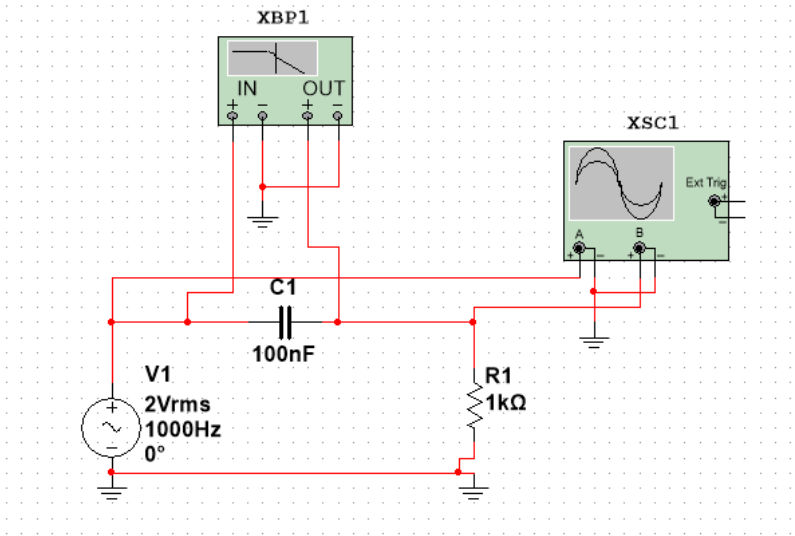 XBP1
IN OUT
+ − + −
XSC1
Ext Trig
+
−
A B
+ − + −
C1
100nF
V1
2Vrms
1000Hz
0°
+
−
R1
1kΩ